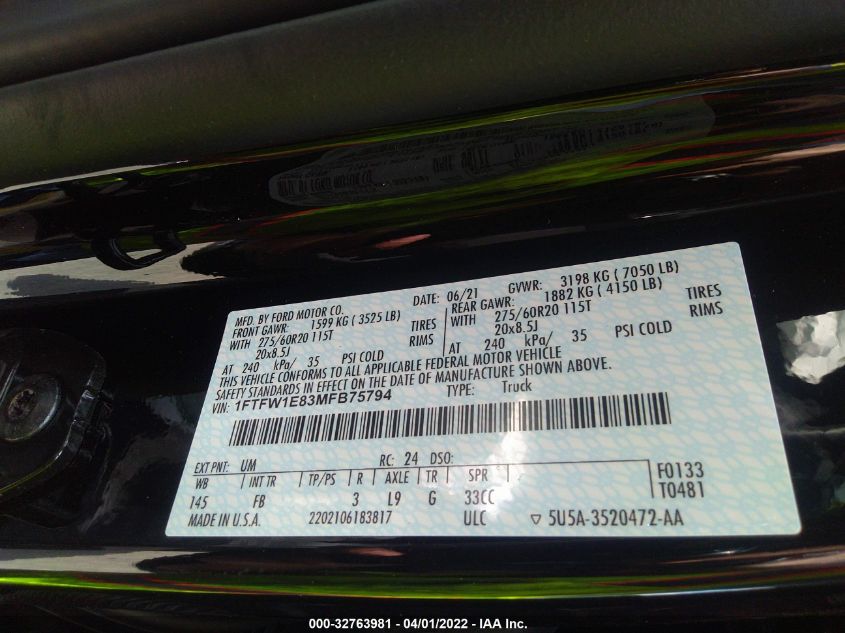 MFD. BY FORD MOTOR CO.
DATE: 06/21 GVWR: 3198 KG ( 7050 LB)
FRONT GAWR: 1599 KG ( 3525 LB)
REAR GAWR: 1882 KG ( 4150 LB)
WITH 275/60R20 115T TIRES
WITH 275/60R20 115T TIRES
20x8.5J RIMS
20x8.5J RIMS
AT 240 kPa/ 35 PSI COLD
AT 240 kPa/ 35 PSI COLD
THIS VEHICLE CONFORMS TO ALL APPLICABLE FEDERAL MOTOR VEHICLE
SAFETY STANDARDS IN EFFECT ON THE DATE OF MANUFACTURE SHOWN ABOVE.
VIN: 1FTFW1E83MFB75794 TYPE: Truck
EXT PNT: UM RC: 24 DSO:
WB INT TR TP/PS R AXLE TR SPR F0133
145 FB 3 L9 G 33CC T0481
MADE IN U.S.A. 2202106183817 ULC ▽ 5U5A-3520472-AA
000-32763981 - 04/01/2022 - IAA Inc.